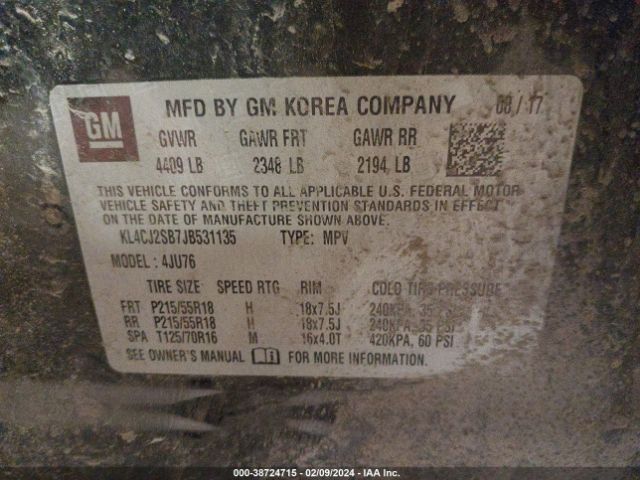 GM
MFD BY GM KOREA COMPANY 08/17
GVWR GAWR FRT GAWR RR
4409 LB 2348 LB 2194 LB
THIS VEHICLE CONFORMS TO ALL APPLICABLE U.S. FEDERAL MOTOR
VEHICLE SAFETY AND THEFT PREVENTION STANDARDS IN EFFECT
ON THE DATE OF MANUFACTURE SHOWN ABOVE.
KL4CJ2SB7JB531135 TYPE: MPV
MODEL: 4JU76
TIRE SIZE SPEED RTG RIM COLD TIRE PRESSURE
FRT P215/55R18 H 18x7.5J 240KPA, 35
RR P215/55R18 H 18x7.5J 240KPA, 35 PSI
SPA T125/70R16 M 16x4.0T 420KPA, 60 PSI
SEE OWNER'S MANUAL FOR MORE INFORMATION.
000-38724715 - 02/09/2024 - IAA Inc.